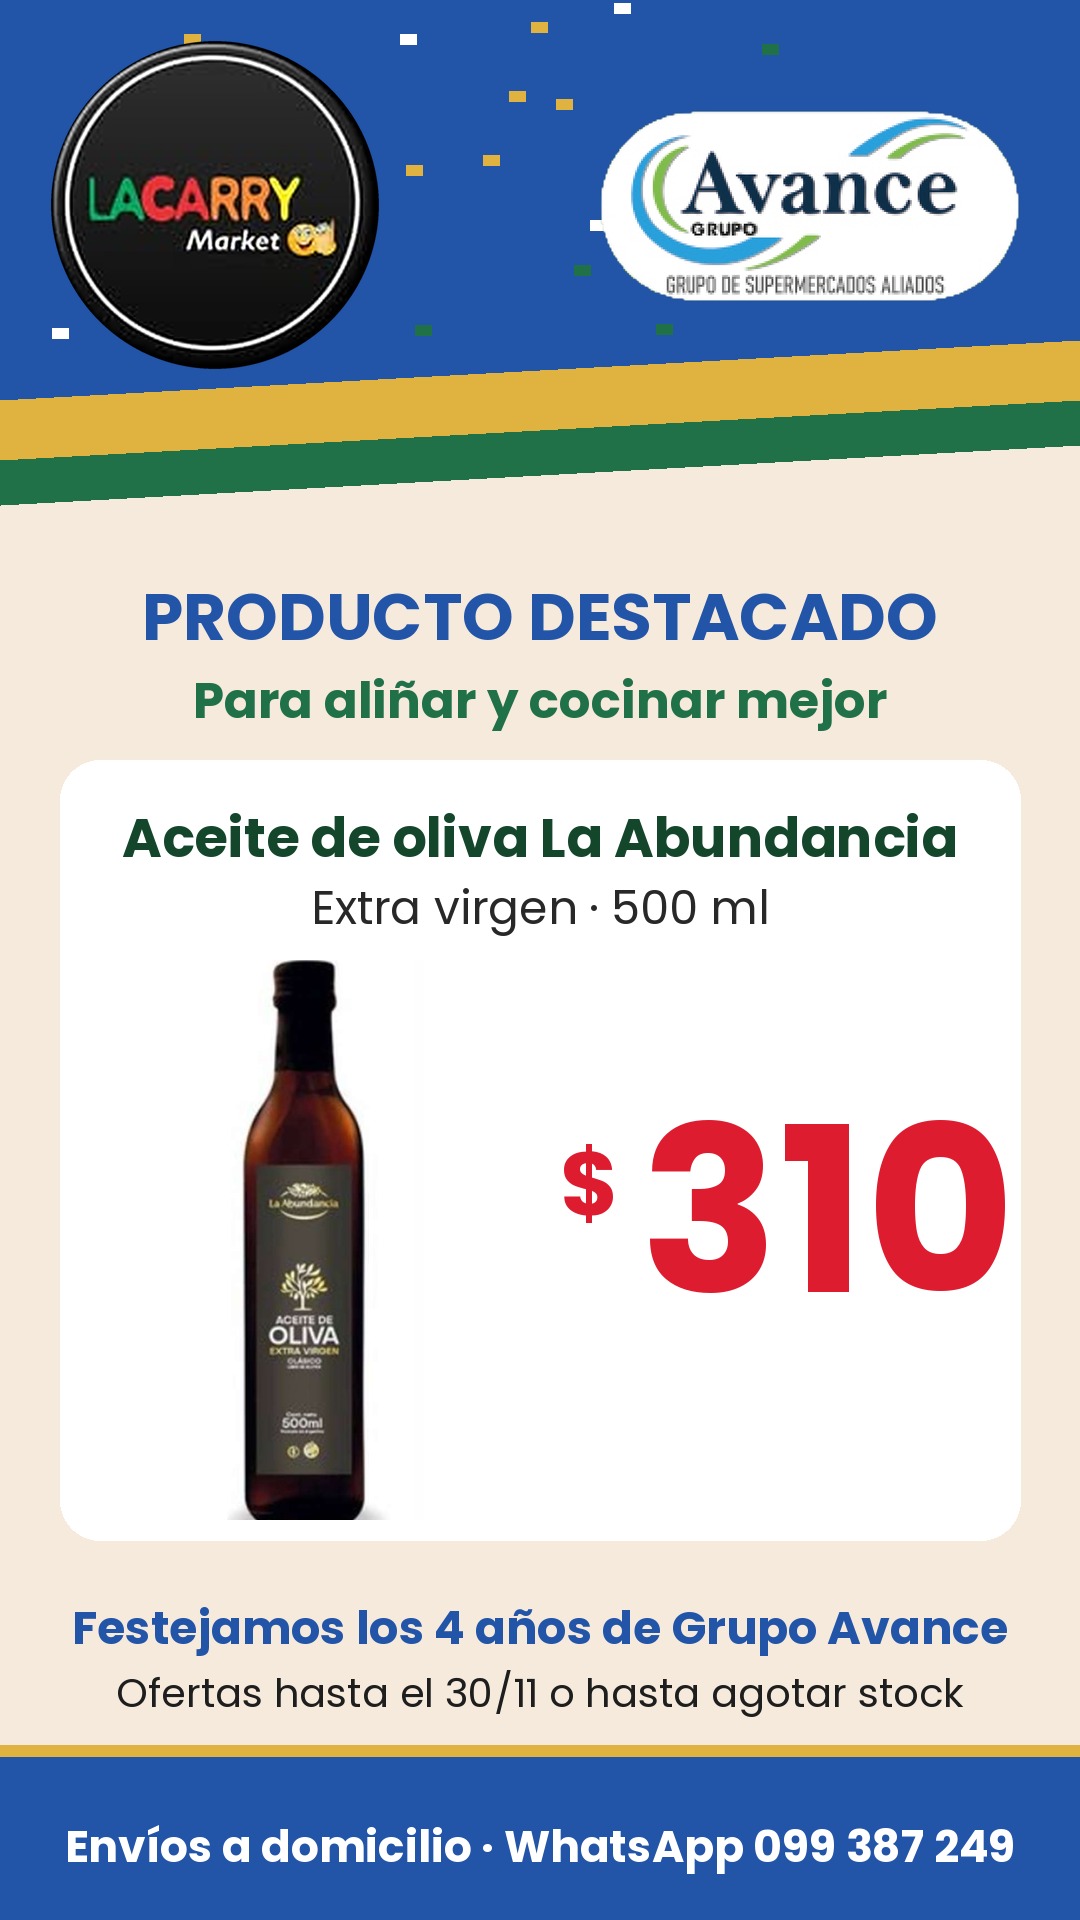 LACARRY
Market
Avance
GRUPO
GRUPO DE SUPERMERCADOS ALIADOS
PRODUCTO DESTACADO
Para aliñar y cocinar mejor
Aceite de oliva La Abundancia
Extra virgen · 500 ml
La Abundancia
ACEITE DE
OLIVA
EXTRA VIRGEN
CLÁSICO
500ml
$ 310
Festejamos los 4 años de Grupo Avance
Ofertas hasta el 30/11 o hasta agotar stock
Envíos a domicilio · WhatsApp 099 387 249